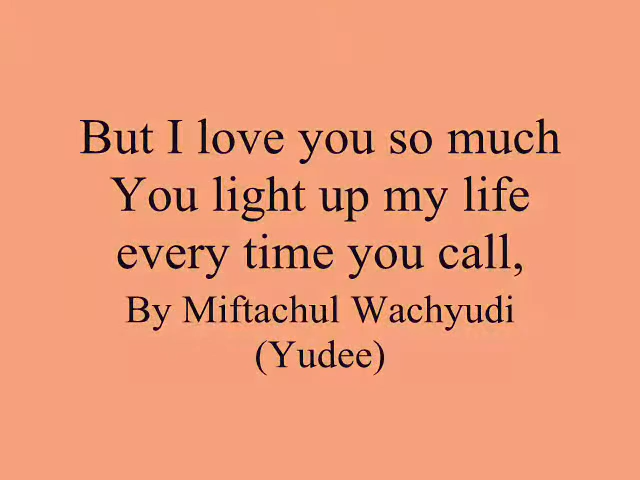 But I love you so much
You light up my life
every time you call,
By Miftachul Wachyudi
(Yudee)